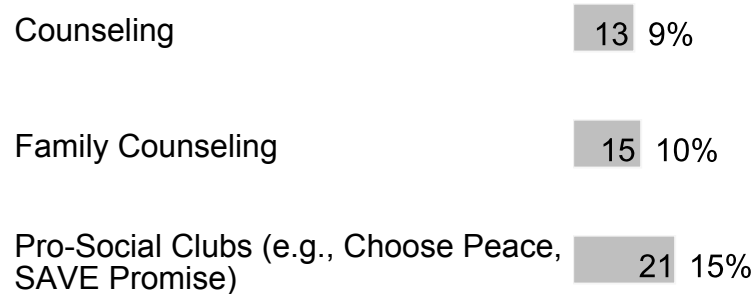 Counseling 13 9%
Family Counseling 15 10%
Pro-Social Clubs (e.g., Choose Peace,
SAVE Promise) 21 15%